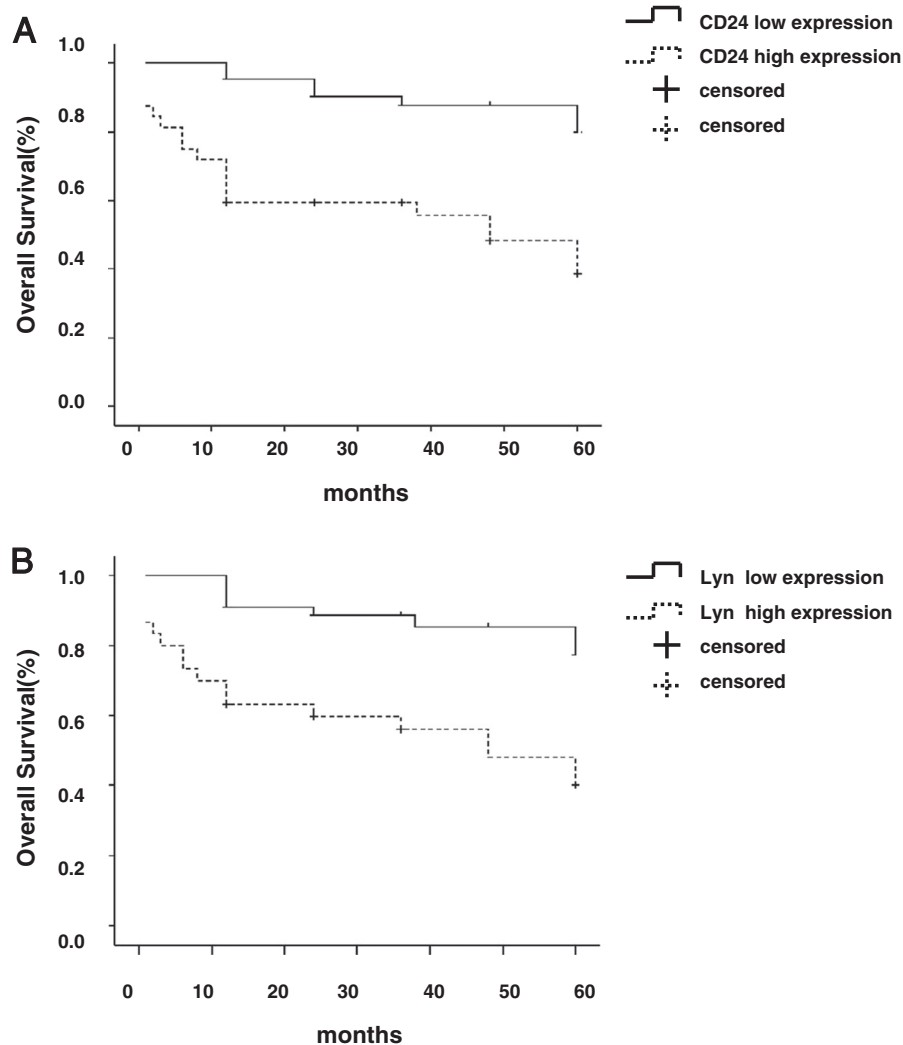 A
CD24 low expression
CD24 high expression
censored
censored
Overall Survival(%)
1.0
0.8
0.6
0.4
0.2
0.0
0 10 20 30 40 50 60
months
B
Lyn low expression
Lyn high expression
censored
censored
Overall Survival(%)
1.0
0.8
0.6
0.4
0.2
0.0
0 10 20 30 40 50 60
months